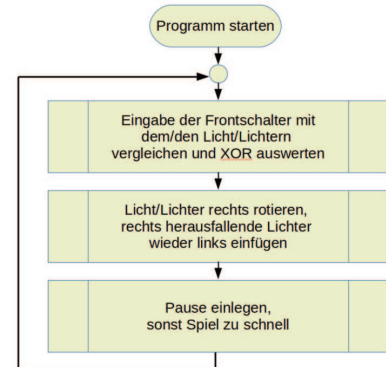 Programm starten
Eingabe der Frontschalter mit
dem/den Licht/Lichtern
vergleichen und XOR auswerten
Licht/Lichter rechts rotieren,
rechts herausfallende Lichter
wieder links einfügen
Pause einlegen,
sonst Spiel zu schnell